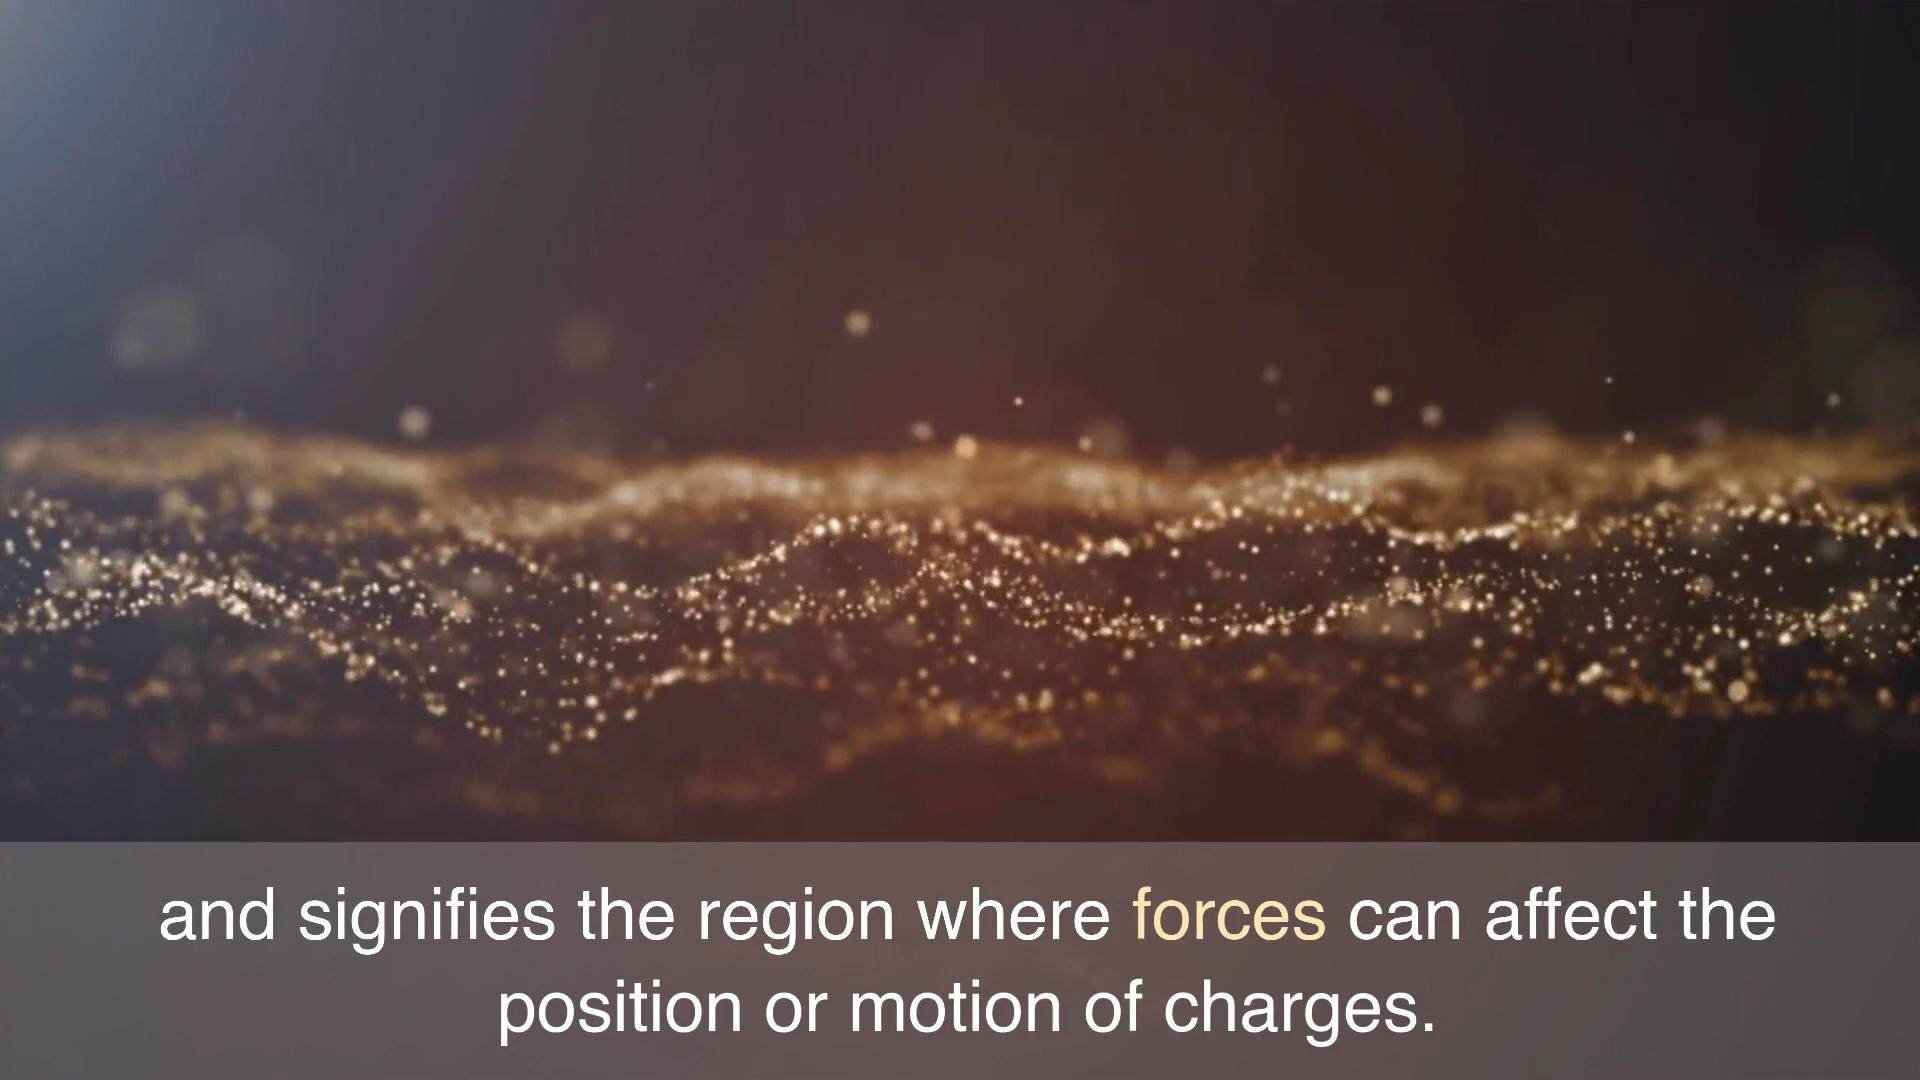 and signifies the region where forces can affect the
position or motion of charges.